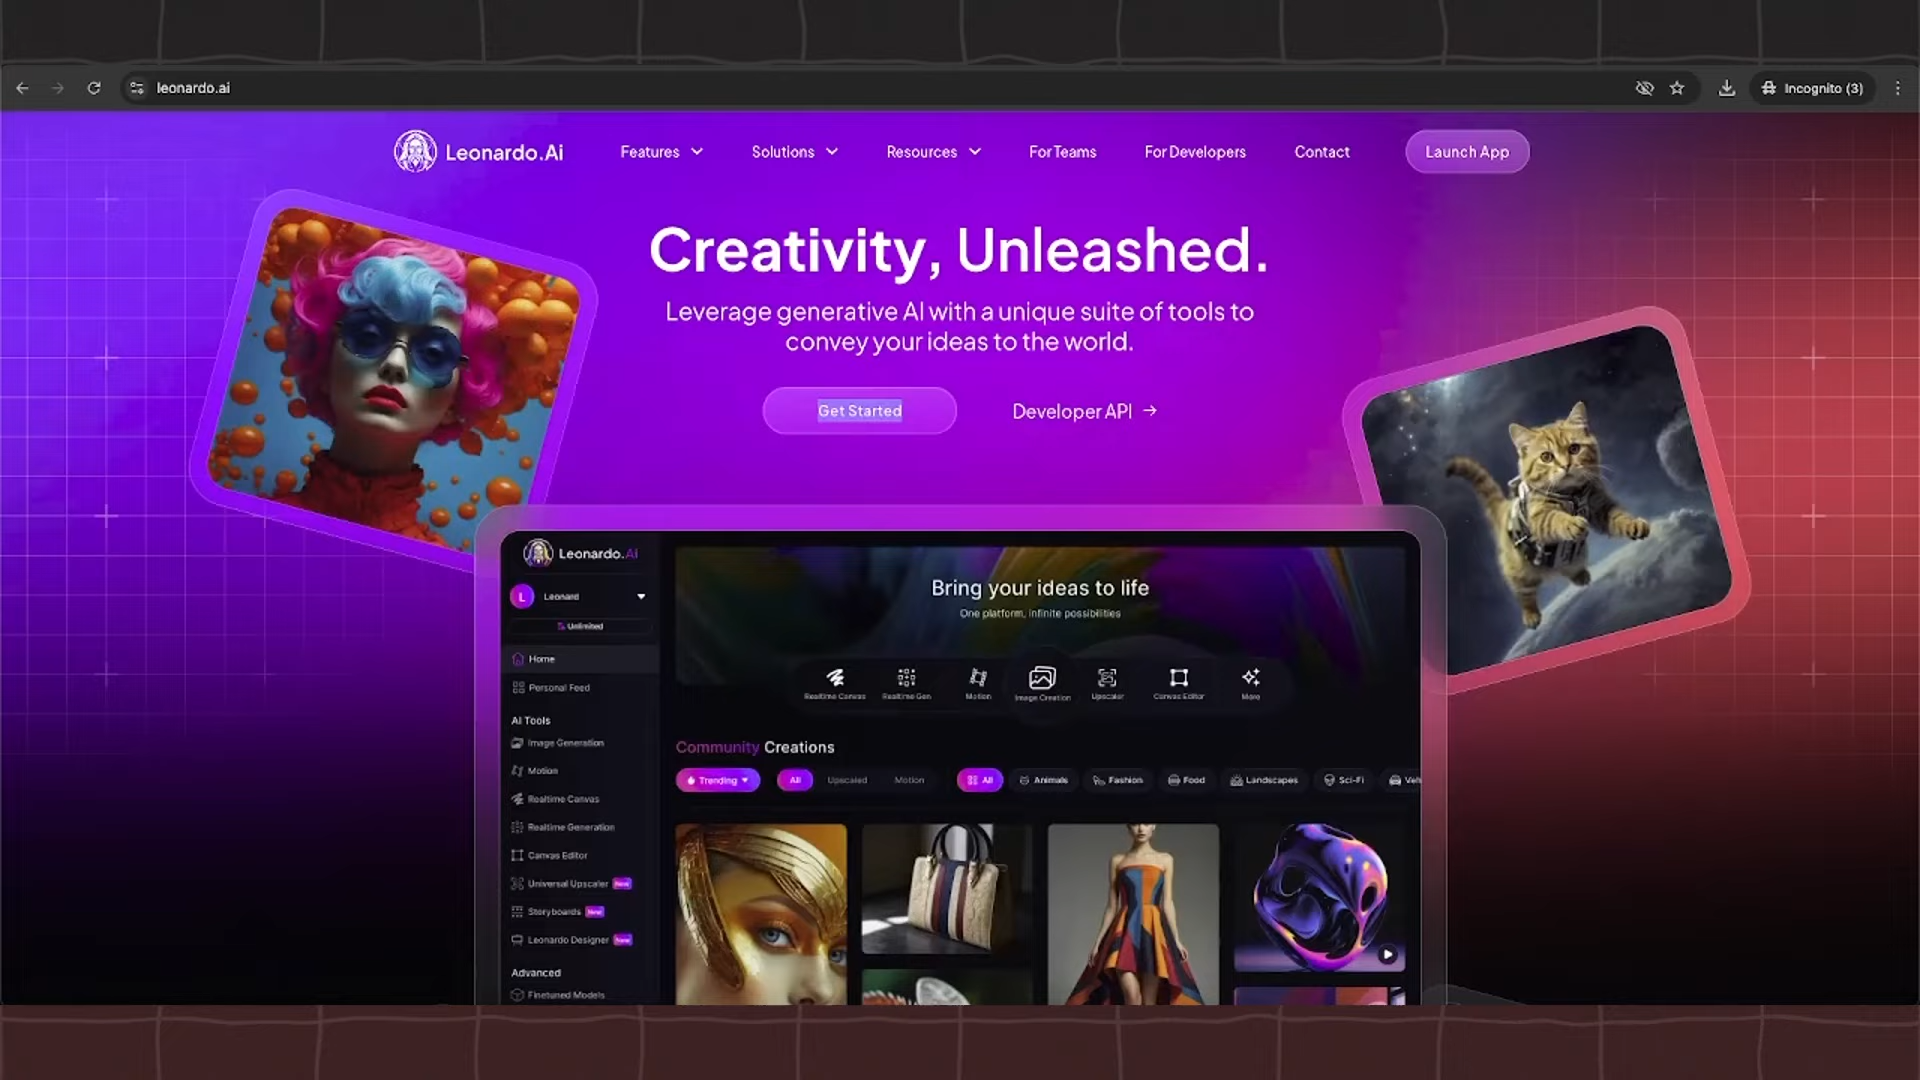 leonardo.ai
Incognito (3)
Leonardo.Ai
Features
Solutions
Resources
For Teams
For Developers
Contact
Launch App
Creativity, Unleashed.
Leverage generative AI with a unique suite of tools to
convey your ideas to the world.
Get Started
Developer API →
Leonardo.Ai
L
Leonard
Unlimited
Home
Personal Feed
AI Tools
Image Generation
Motion
Realtime Canvas
Realtime Generation
Canvas Editor
Universal Upscaler New
Storyboards New
Leonardo Designer New
Advanced
Finetuned Models
Bring your ideas to life
One platform, infinite possibilities
Realtime Canvas
Realtime Gen
Motion
Image Creation
Upscaler
Canvas Editor
More
Community Creations
Trending
All
Upscaled
Motion
All
Animals
Fashion
Food
Landscapes
Sci-Fi
Veh